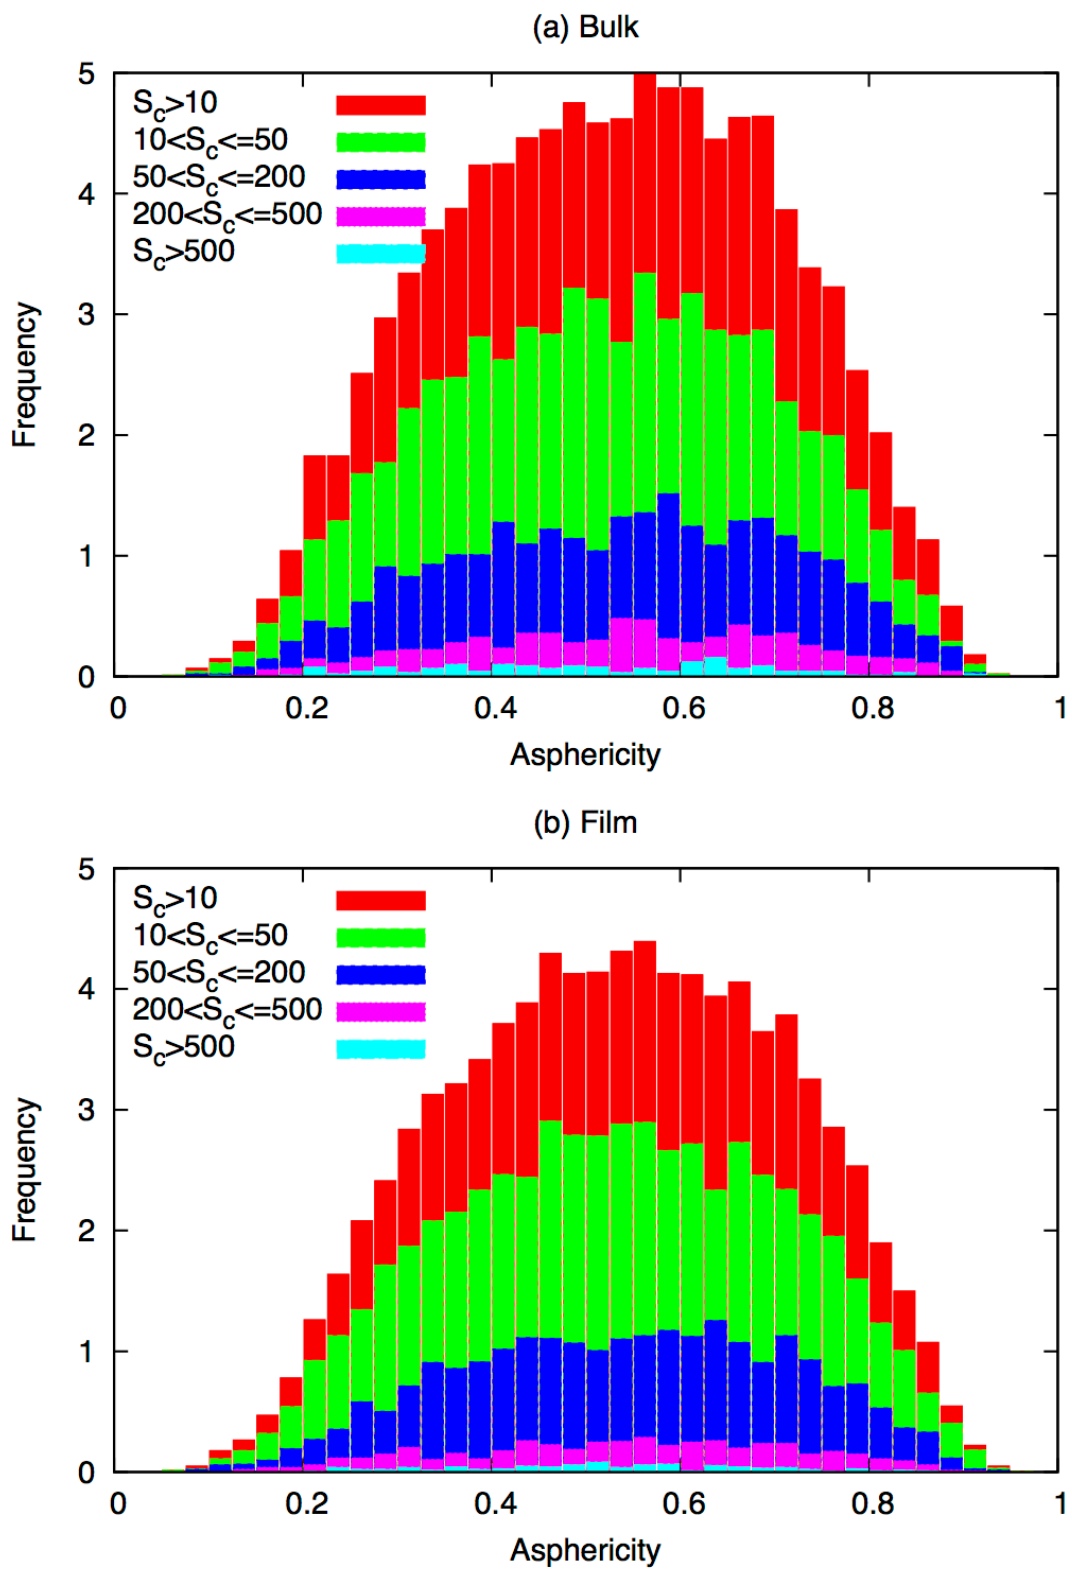 (a) Bulk
5
4
3
2
1
0
Frequency
S_c>10
10<S_c<=50
50<S_c<=200
200<S_c<=500
S_c>500
0 0.2 0.4 0.6 0.8 1
Asphericity
(b) Film
5
4
3
2
1
0
Frequency
S_c>10
10<S_c<=50
50<S_c<=200
200<S_c<=500
S_c>500
0 0.2 0.4 0.6 0.8 1
Asphericity